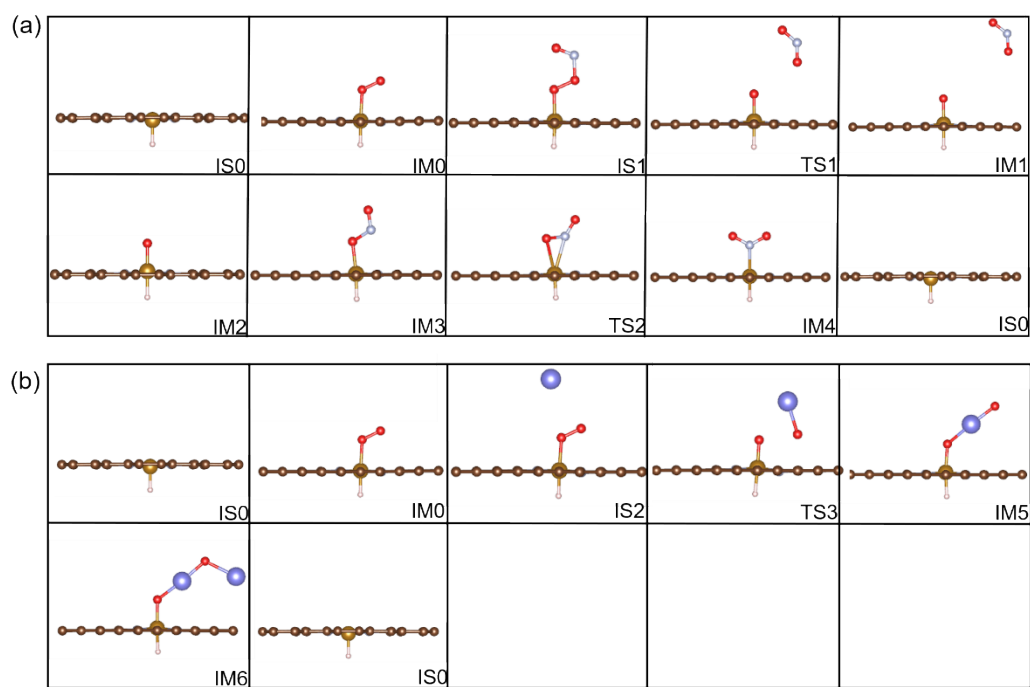 (a)
IS0
IM0
IS1
TS1
IM1
IM2
IM3
TS2
IM4
IS0
(b)
IS0
IM0
IS2
TS3
IM5
IM6
IS0